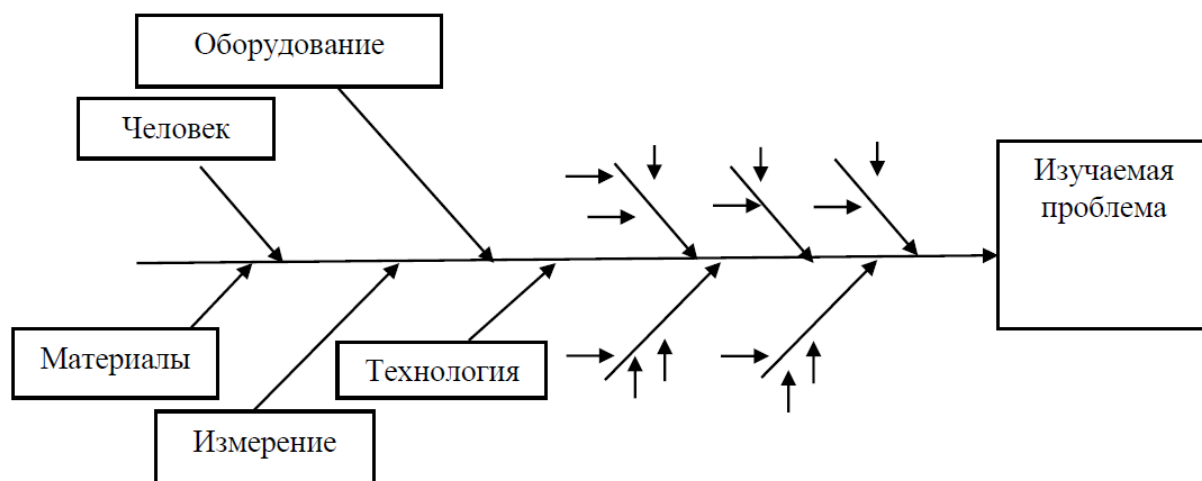 Оборудование
Человек
Изучаемая
проблема
Материалы
Технология
Измерение